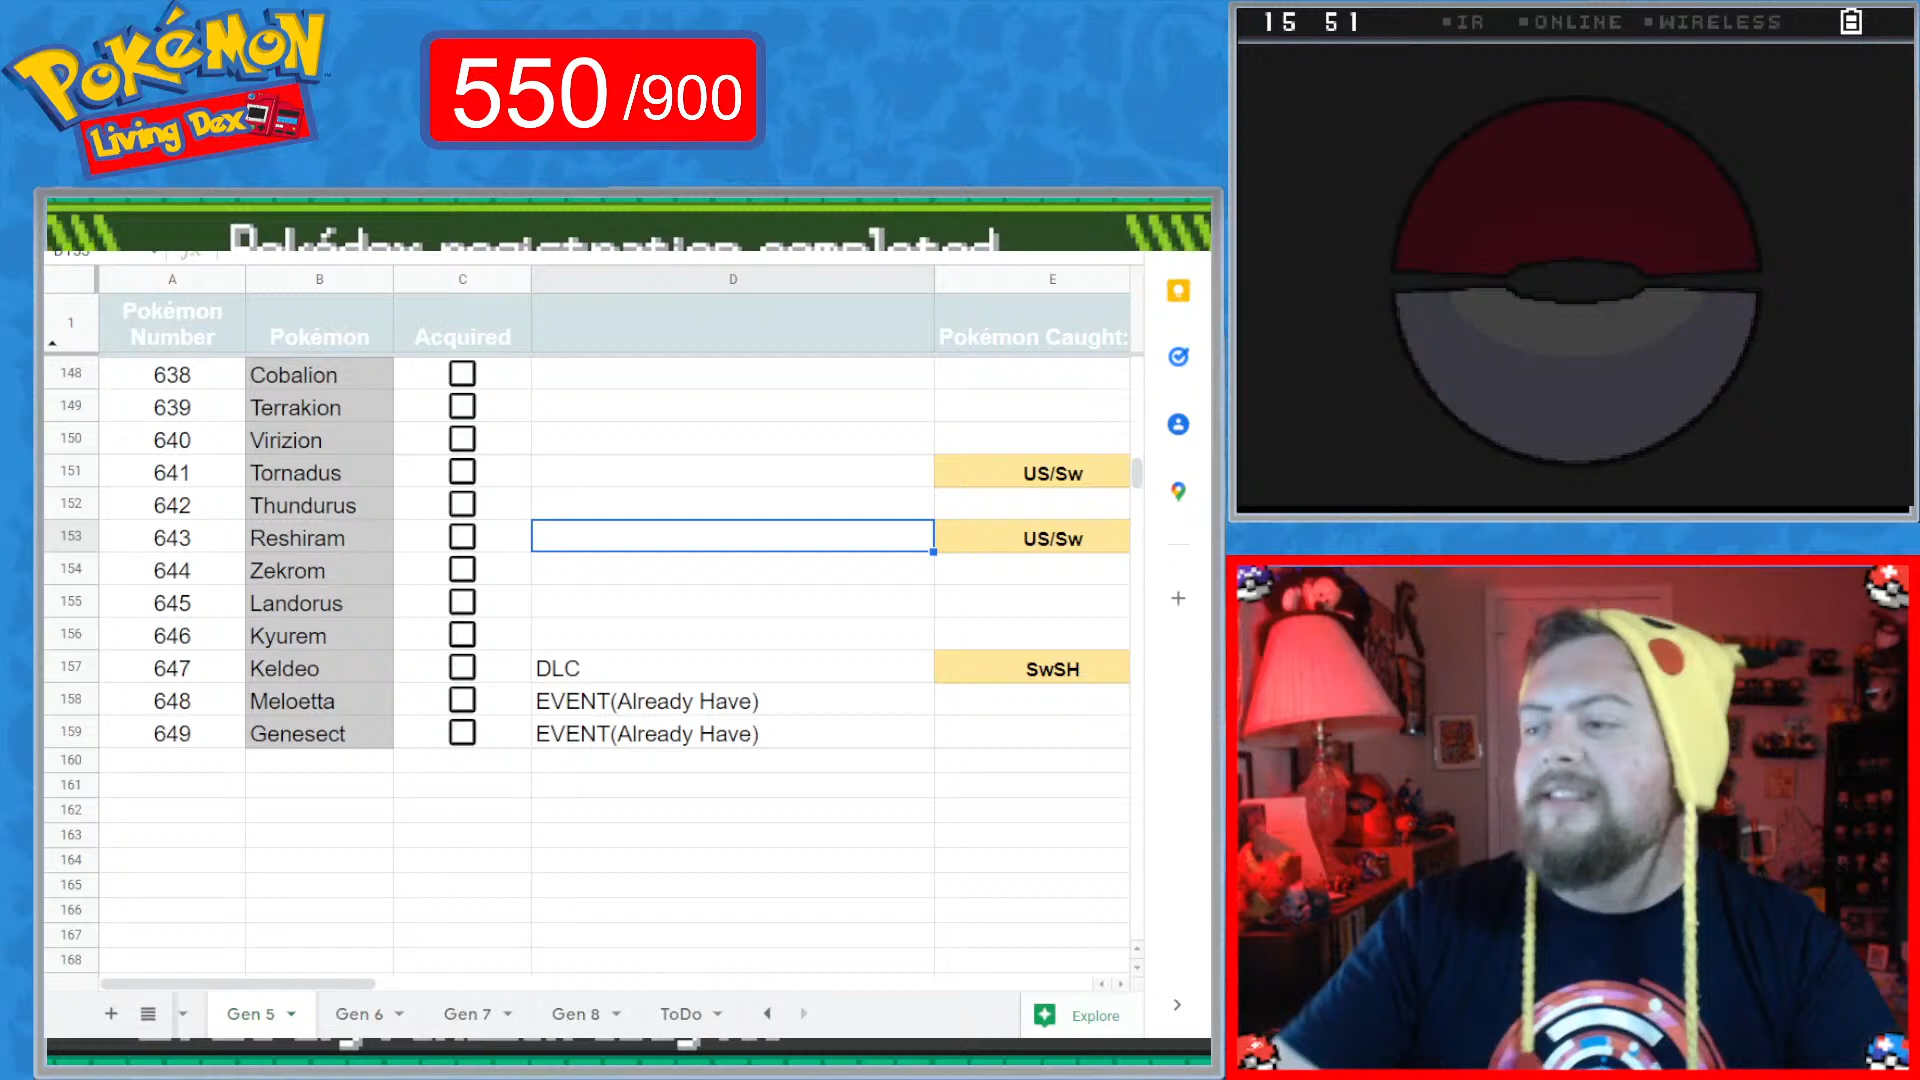 POKéMON
Living Dex
550 /900
15 51 IR ONLINE WIRELESS
Pokédex registration completed
D153 fx
A B C D E
1 Pokémon Number Pokémon Acquired Pokémon Caught:
148 638 Cobalion
149 639 Terrakion
150 640 Virizion
151 641 Tornadus US/Sw
152 642 Thundurus
153 643 Reshiram US/Sw
154 644 Zekrom
155 645 Landorus
156 646 Kyurem
157 647 Keldeo DLC SwSH
158 648 Meloetta EVENT(Already Have)
159 649 Genesect EVENT(Already Have)
160
161
162
163
164
165
166
167
168
Gen 5 Gen 6 Gen 7 Gen 8 ToDo Explore